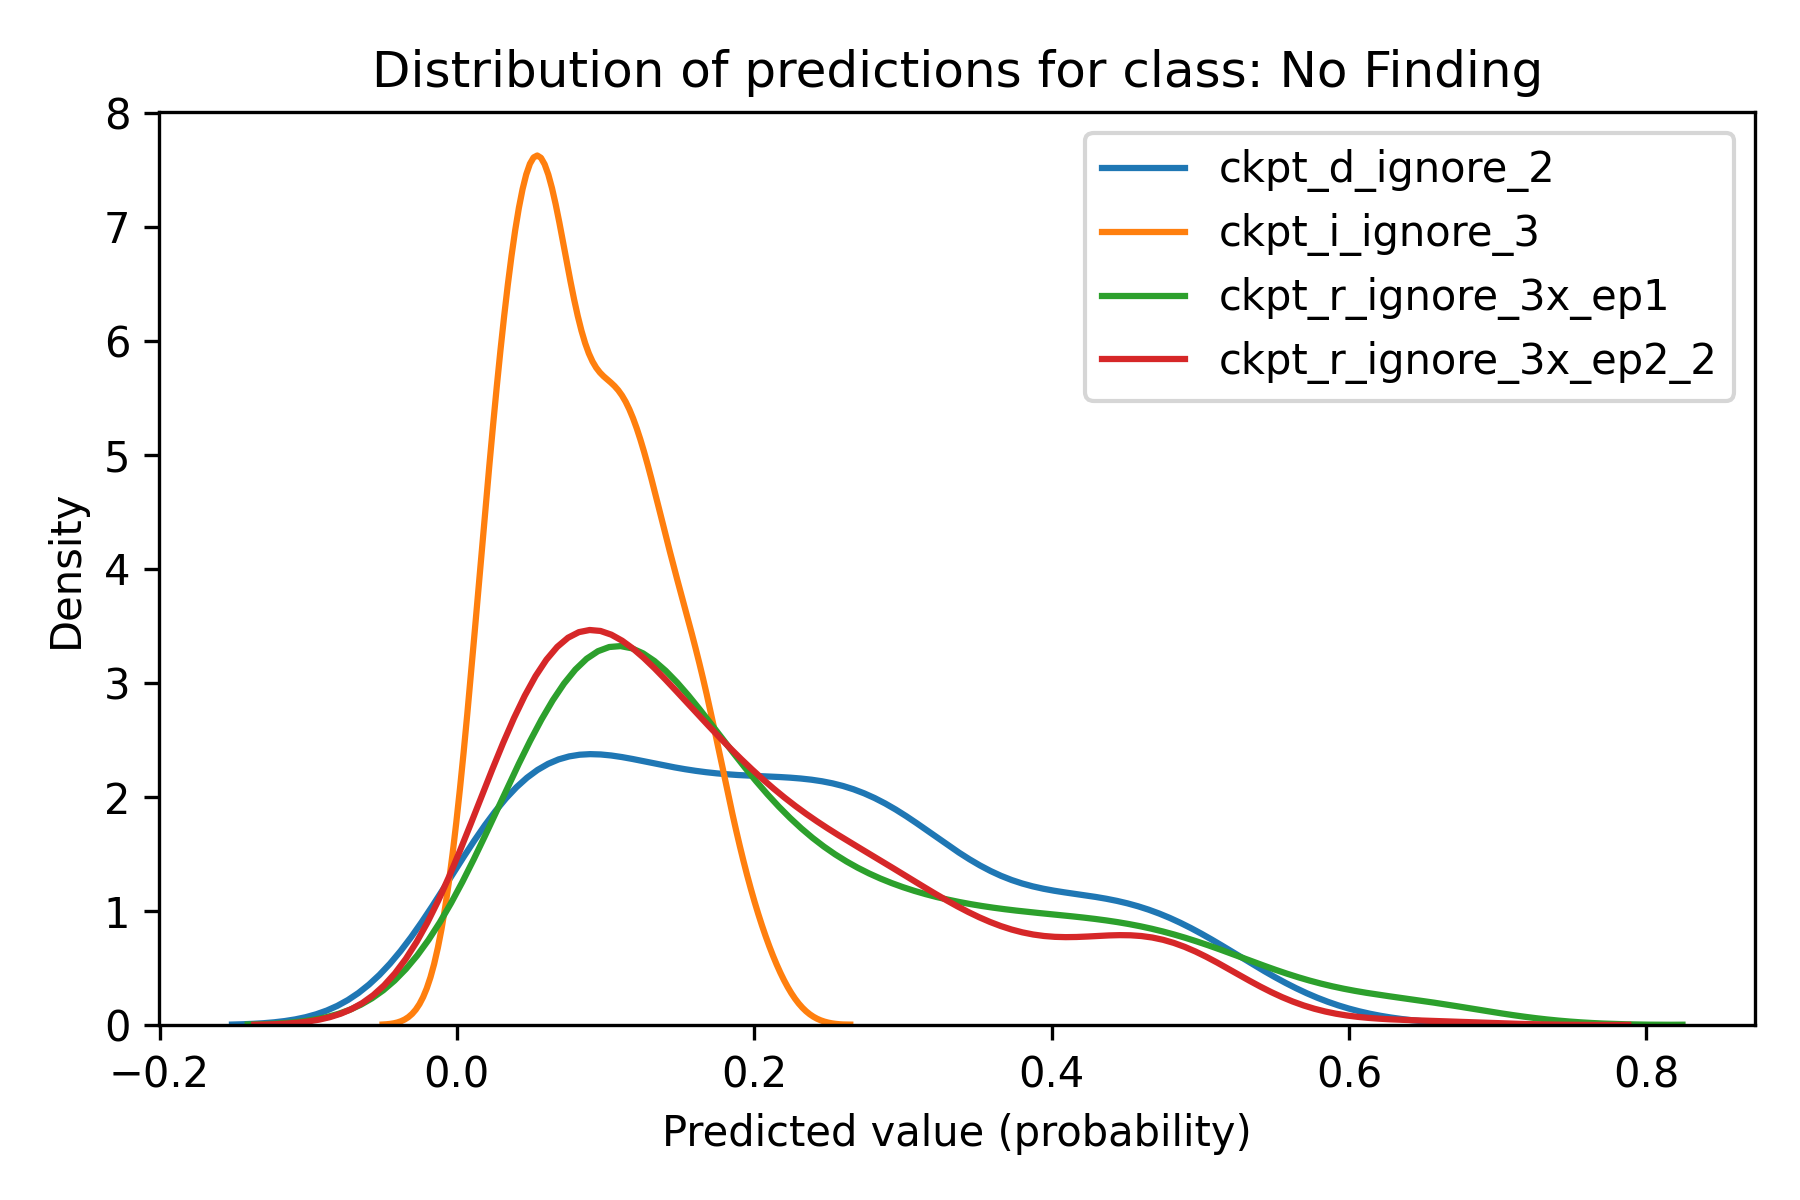 Distribution of predictions for class: No Finding
8
7
6
5
4
3
2
1
0
Density
ckpt_d_ignore_2
ckpt_i_ignore_3
ckpt_r_ignore_3x_ep1
ckpt_r_ignore_3x_ep2_2
−0.2 0.0 0.2 0.4 0.6 0.8
Predicted value (probability)